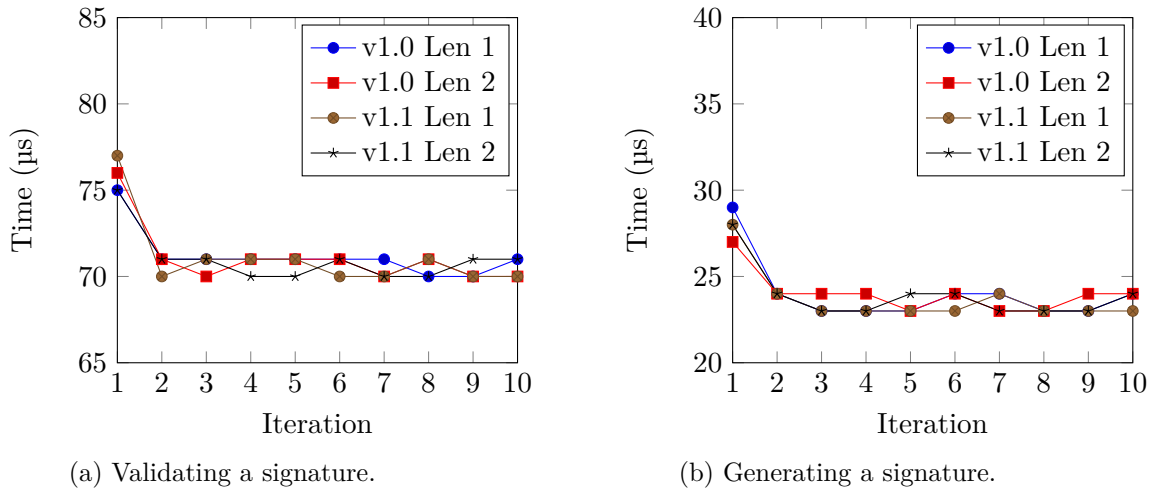 85
80
75
70
65
Time (µs)
1 2 3 4 5 6 7 8 9 10
Iteration
v1.0 Len 1
v1.0 Len 2
v1.1 Len 1
v1.1 Len 2
(a) Validating a signature.
40
35
30
25
20
Time (µs)
1 2 3 4 5 6 7 8 9 10
Iteration
v1.0 Len 1
v1.0 Len 2
v1.1 Len 1
v1.1 Len 2
(b) Generating a signature.